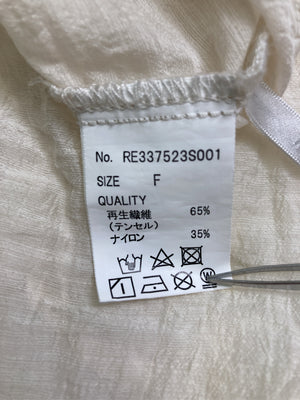 No. RE337523S001
SIZE F
QUALITY
再生繊維 65%
(テンセル)
ナイロン 35%